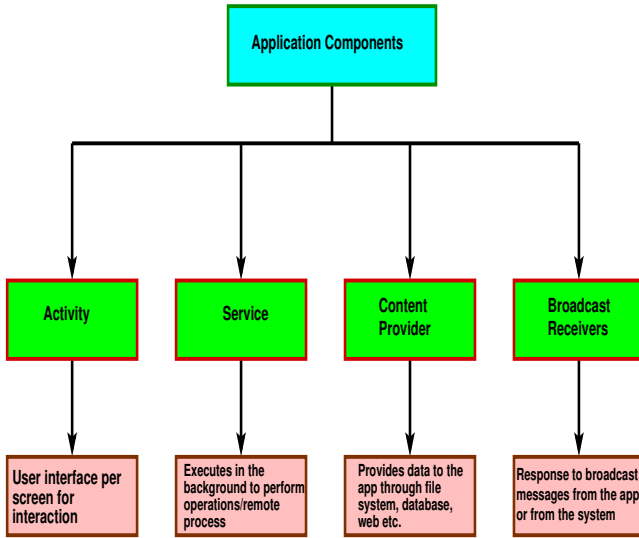 Application Components
Activity
Service
Content
Provider
Broadcast
Receivers
User interface per
screen for
interaction
Executes in the
background to perform
operations/remote
process
Provides data to the
app through file
system, database,
web etc.
Response to broadcast
messages from the app
or from the system